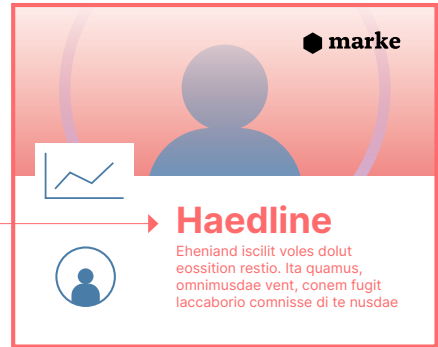 marke
Haedline
Eheniand iscilit voles dolut
eossition restio. Ita quamus,
omnimusdae vent, conem fugit
laccaborio comnisse di te nusdae